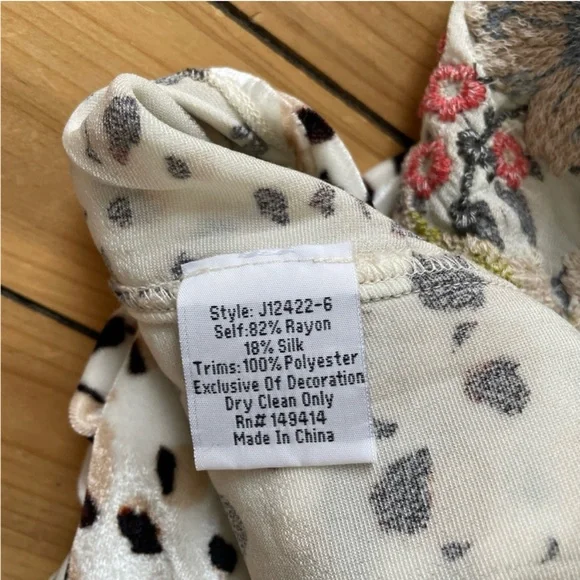 Style: J12422-6
Self:82% Rayon
18% Silk
Trims:100% Polyester
Exclusive Of Decoration
Dry Clean Only
Rn# 149414
Made In China